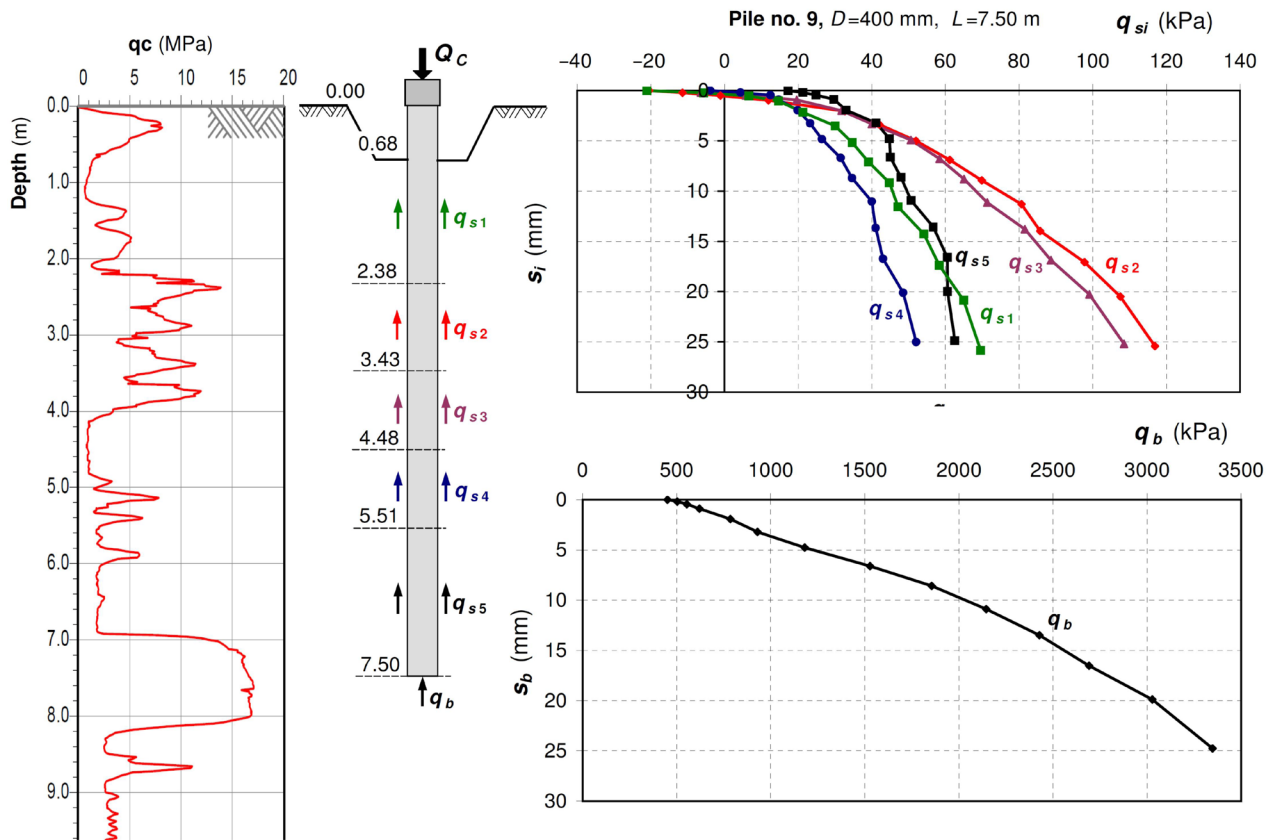 qc (MPa)
0 5 10 15 20
Depth (m)
0.0
1.0
2.0
3.0
4.0
5.0
6.0
7.0
8.0
9.0
Q C
0.00
0.68
q s1
2.38
q s2
3.43
q s3
4.48
q s4
5.51
q s5
7.50
q b
Pile no. 9, D=400 mm, L=7.50 m
q si (kPa)
−40 −20 0 20 40 60 80 100 120 140
s i (mm)
0
5
10
15
20
25
30
q s5
q s3
q s2
q s4
q s1
q b (kPa)
0 500 1000 1500 2000 2500 3000 3500
s b (mm)
0
5
10
15
20
25
30
q b